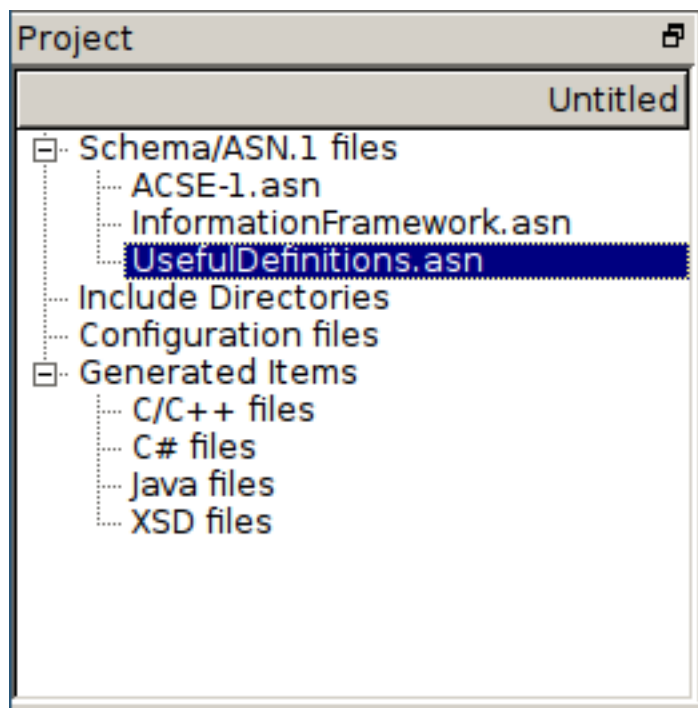 Project
Untitled
Schema/ASN.1 files
ACSE-1.asn
InformationFramework.asn
UsefulDefinitions.asn
Include Directories
Configuration files
Generated Items
C/C++ files
C# files
Java files
XSD files